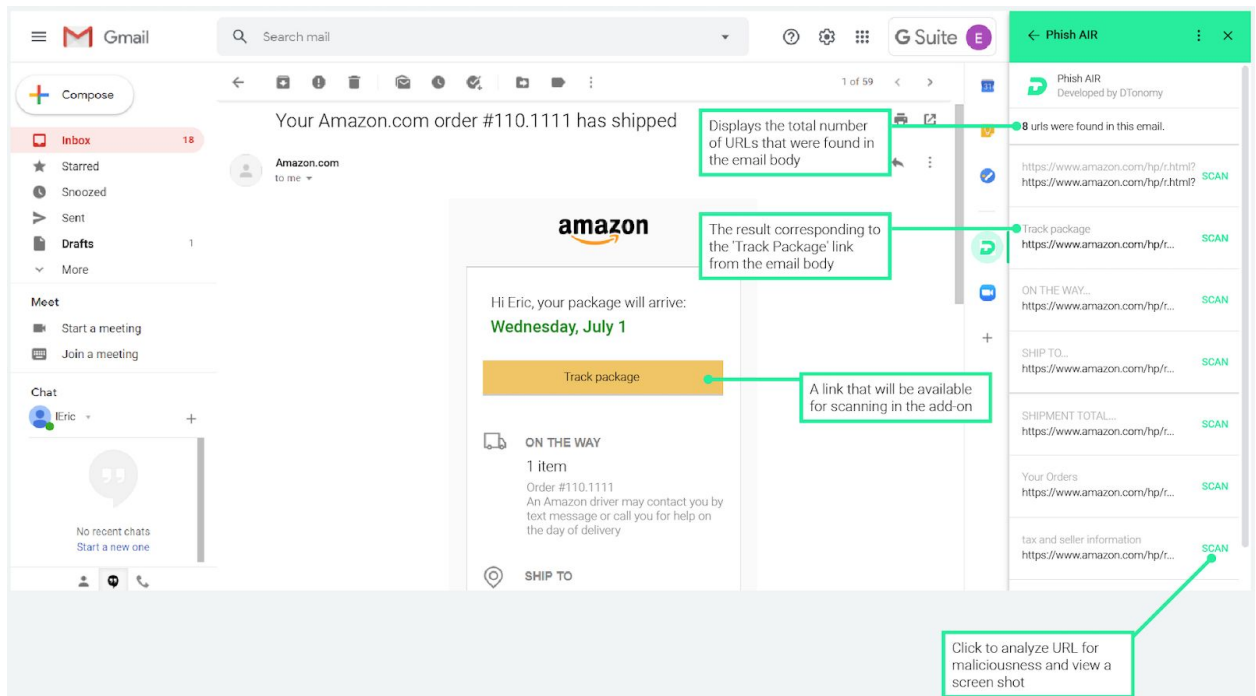 Gmail
Search mail
G Suite
E
Phish AIR
Compose
Inbox 18
Starred
Snoozed
Sent
Drafts 1
More
Meet
Start a meeting
Join a meeting
Chat
Eric
No recent chats
Start a new one
1 of 59
Your Amazon.com order #110.1111 has shipped
Amazon.com
to me
amazon
Hi Eric, your package will arrive:
Wednesday, July 1
Track package
ON THE WAY
1 item
Order #110.1111
An Amazon driver may contact you by
text message or call you for help on
the day of delivery
SHIP TO
Displays the total number
of URLs that were found in
the email body
The result corresponding to
the 'Track Package' link
from the email body
A link that will be available
for scanning in the add-on
31
Phish AIR
Developed by DTonomy
8 urls were found in this email.
https://www.amazon.com/hp/r.html?
https://www.amazon.com/hp/r.html? SCAN
Track package
https://www.amazon.com/hp/r... SCAN
ON THE WAY...
https://www.amazon.com/hp/r... SCAN
SHIP TO...
https://www.amazon.com/hp/r... SCAN
SHIPMENT TOTAL...
https://www.amazon.com/hp/r... SCAN
Your Orders
https://www.amazon.com/hp/r... SCAN
tax and seller information
https://www.amazon.com/hp/r... SCAN
Click to analyze URL for
maliciousness and view a
screen shot